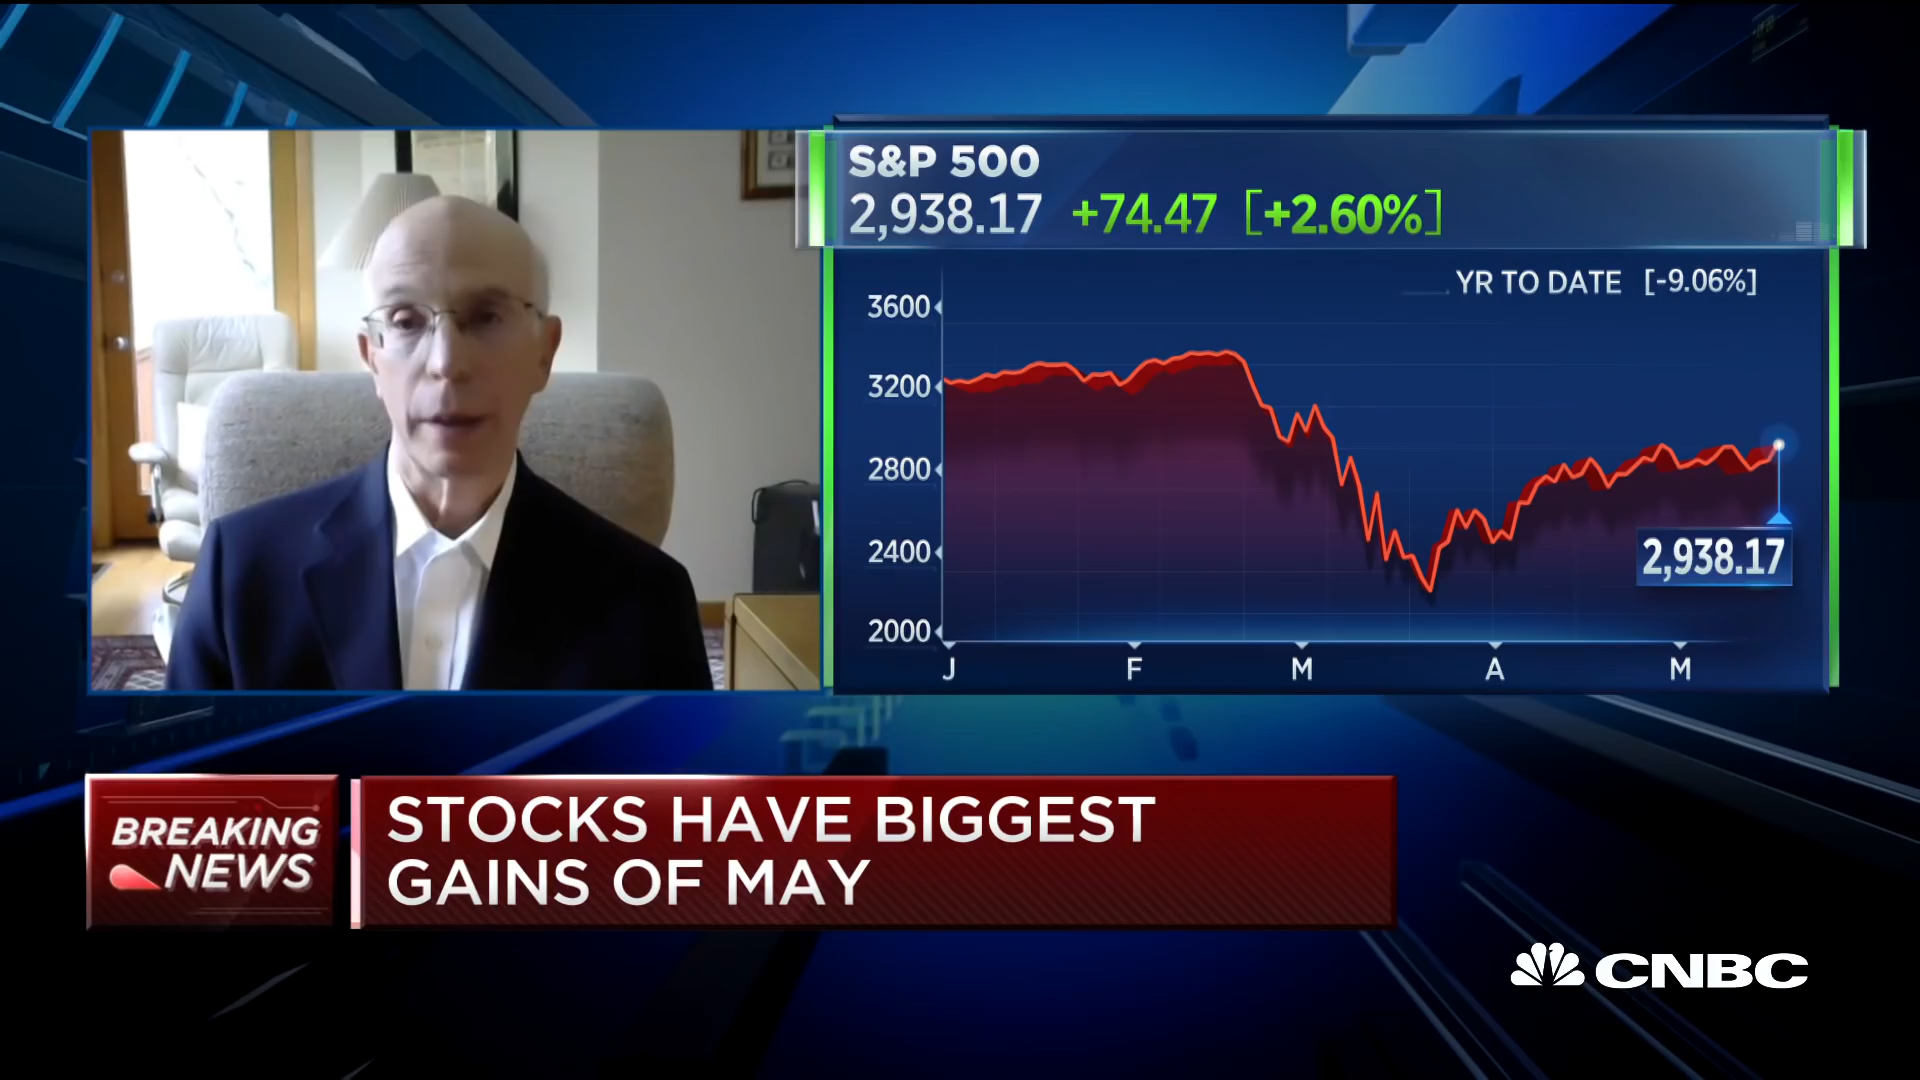 S&P 500
2,938.17 +74.47 [+2.60%]
YR TO DATE [-9.06%]
3600
3200
2800
2400
2000
2,938.17
J F M A M
BREAKING
NEWS
STOCKS HAVE BIGGEST
GAINS OF MAY
CNBC